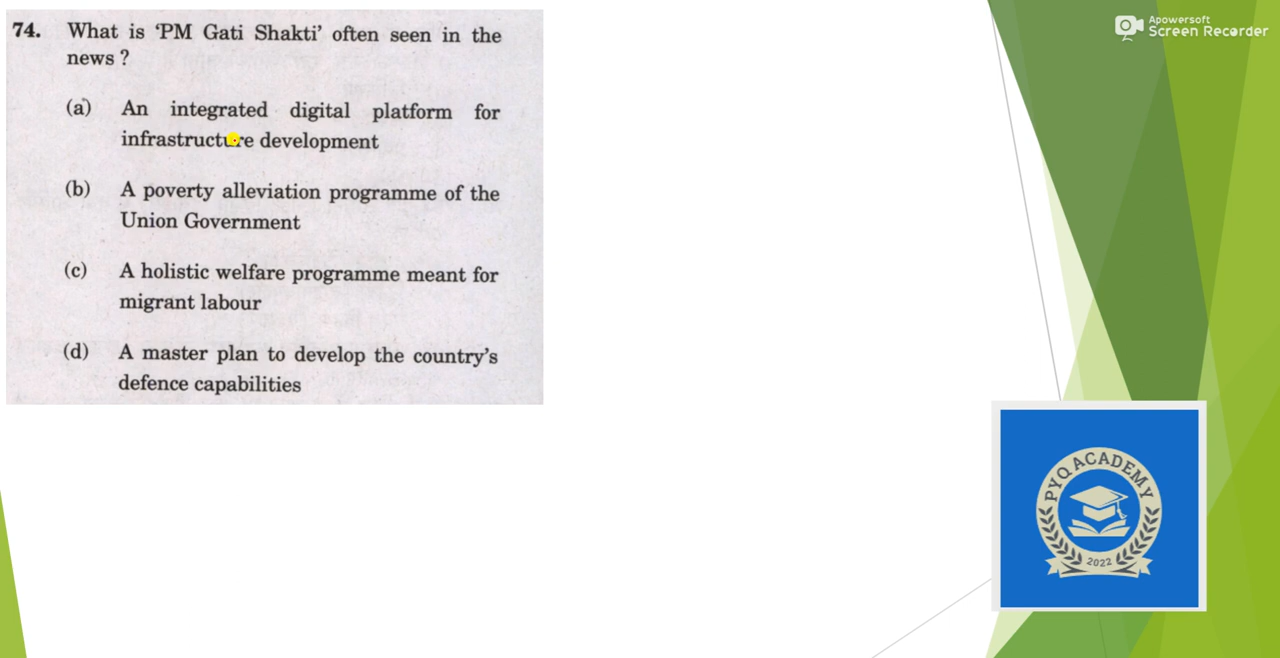 74. What is ‘PM Gati Shakti’ often seen in the
news ?
(a) An integrated digital platform for
infrastructure development
(b) A poverty alleviation programme of the
Union Government
(c) A holistic welfare programme meant for
migrant labour
(d) A master plan to develop the country’s
defence capabilities
Apowersoft
Screen Recorder
PYQ ACADEMY
2022